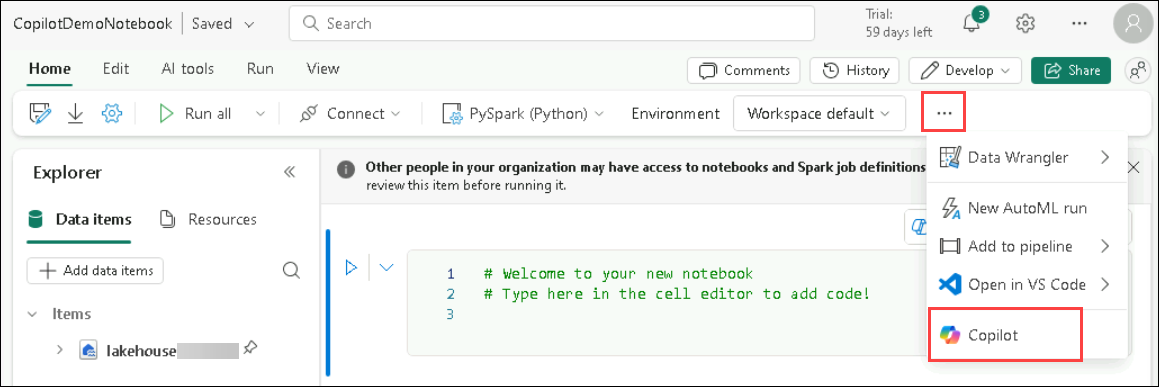 CopilotDemoNotebook Saved
Search
Trial:
59 days left
3
Home Edit AI tools Run View
Comments History Develop Share
Run all Connect PySpark (Python) Environment Workspace default ...
Explorer
Data items Resources
Add data items
Items
lakehouse
Other people in your organization may have access to notebooks and Spark job definitions
review this item before running it.
1 # Welcome to your new notebook
2 # Type here in the cell editor to add code!
3
Data Wrangler
New AutoML run
Add to pipeline
Open in VS Code
Copilot